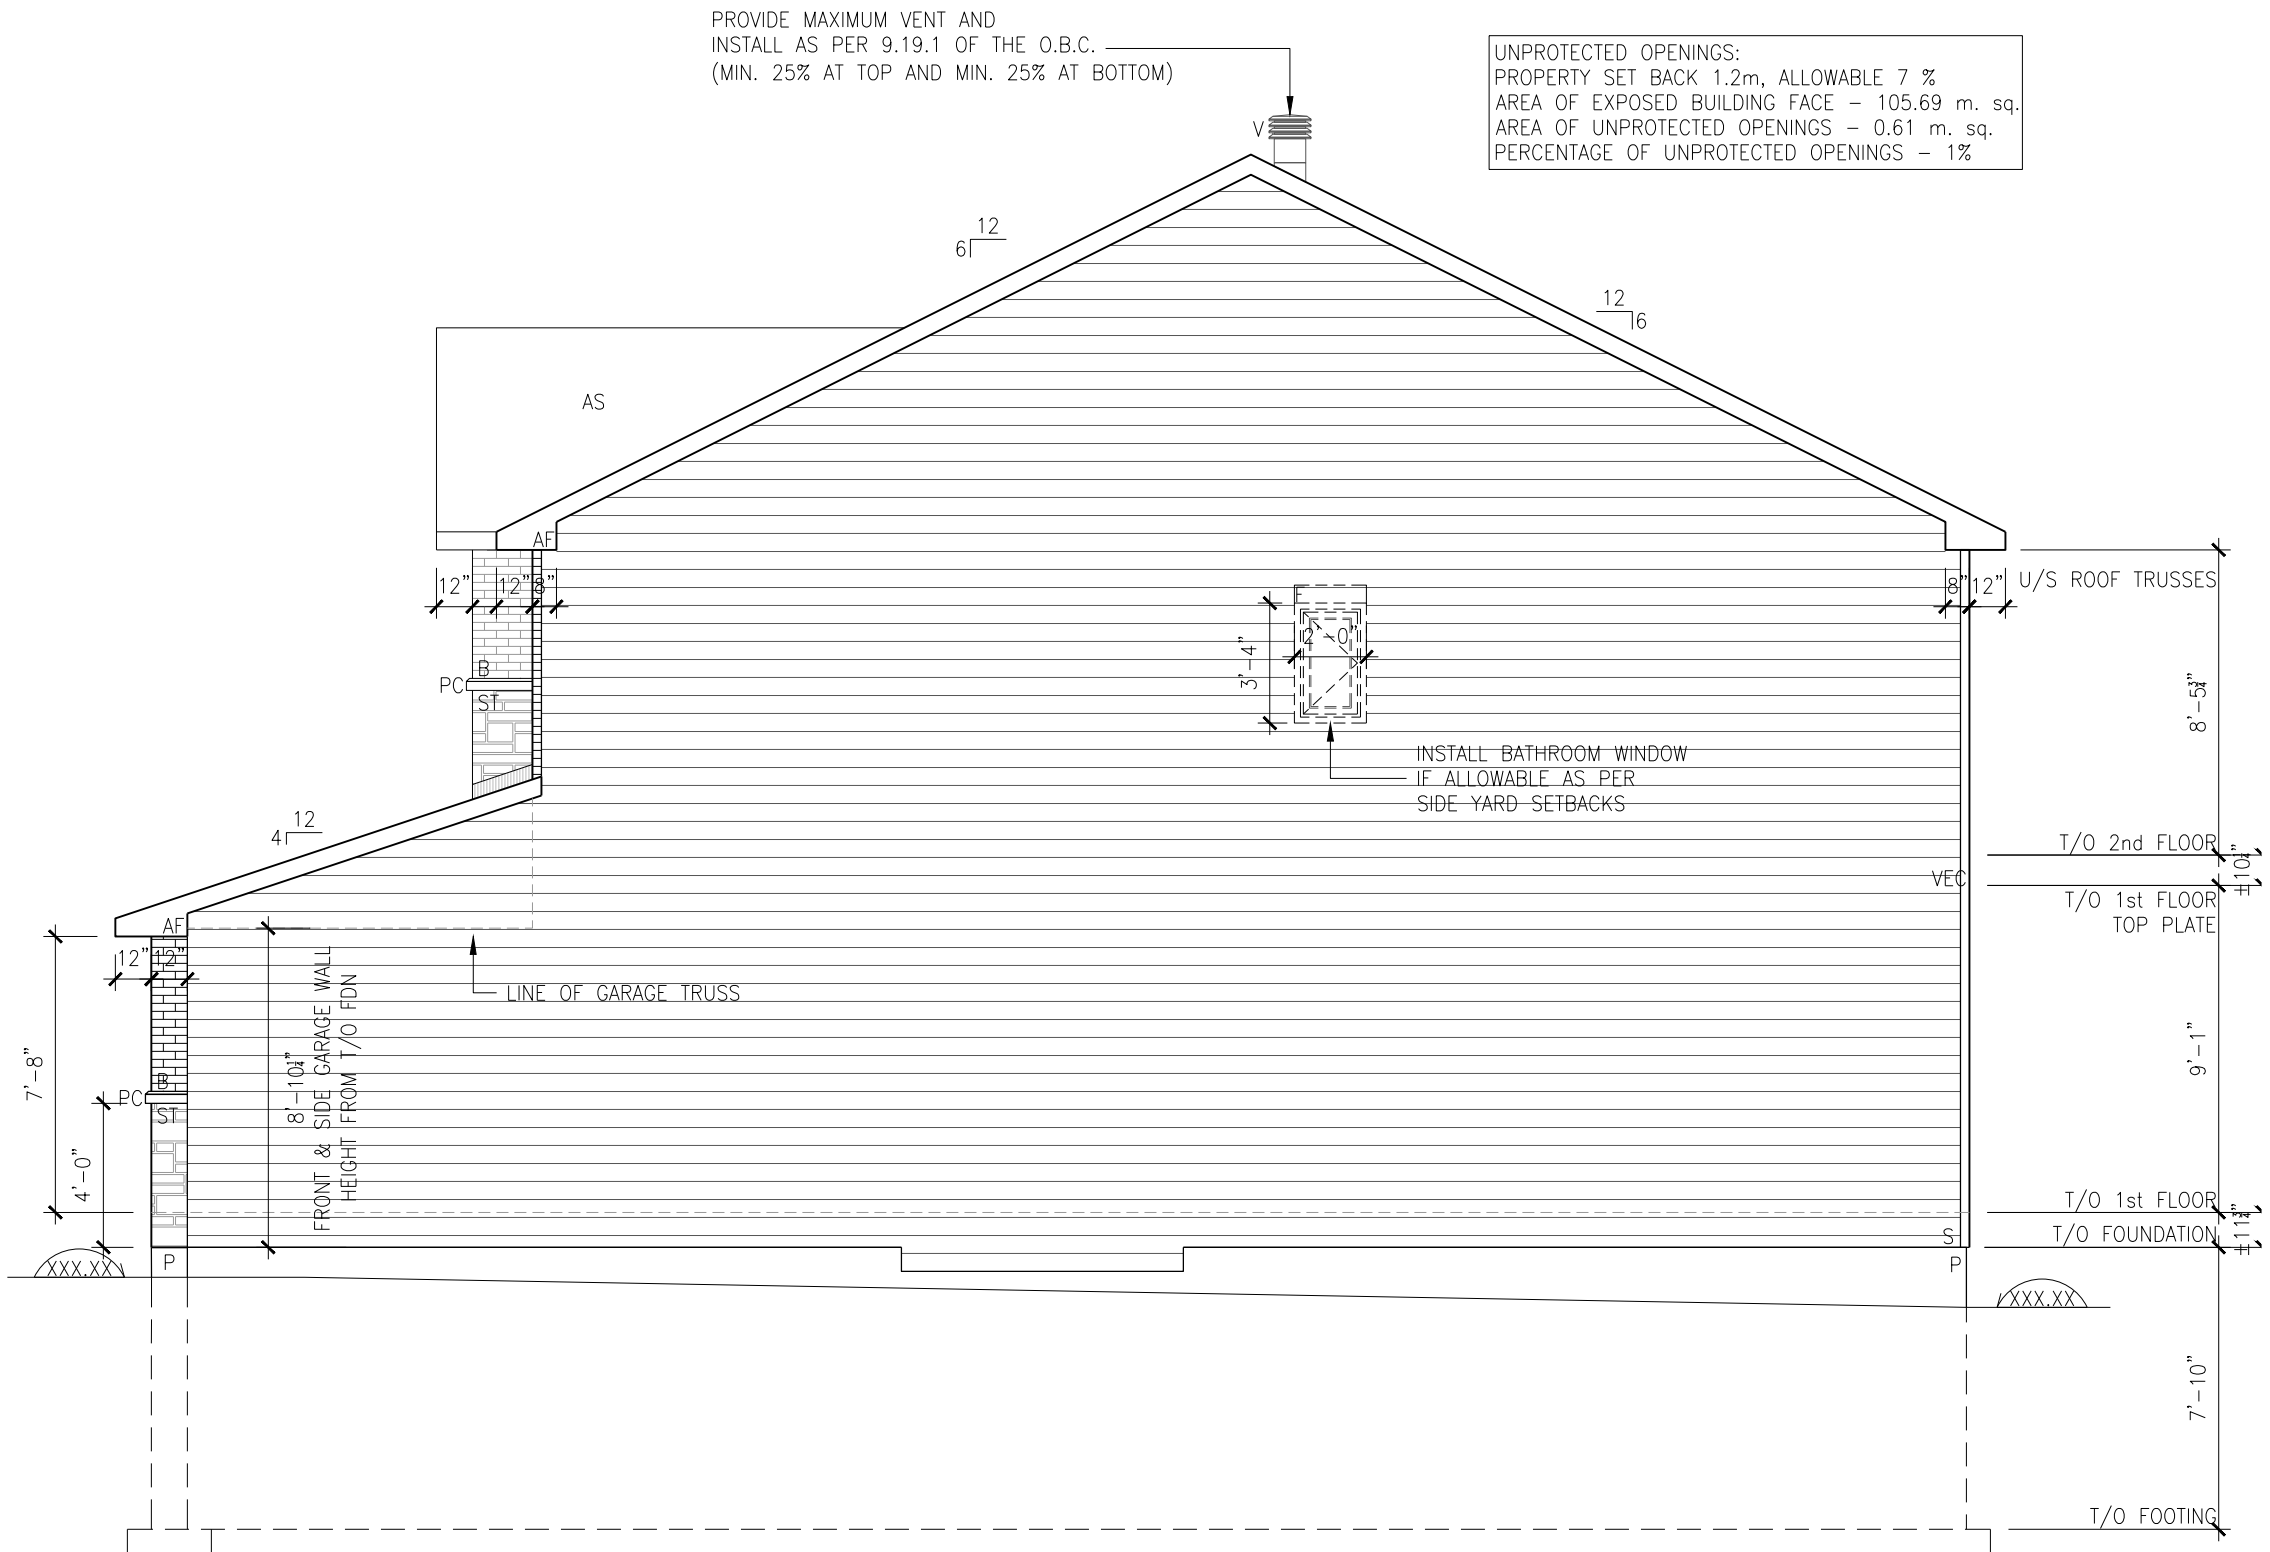 PROVIDE MAXIMUM VENT AND
INSTALL AS PER 9.19.1 OF THE O.B.C.
(MIN. 25% AT TOP AND MIN. 25% AT BOTTOM)
UNPROTECTED OPENINGS:
PROPERTY SET BACK 1.2m, ALLOWABLE 7 %
AREA OF EXPOSED BUILDING FACE – 105.69 m. sq.
AREA OF UNPROTECTED OPENINGS – 0.61 m. sq.
PERCENTAGE OF UNPROTECTED OPENINGS – 1%
V
12
6
12
6
AS
AF
12"
12"
8"
8"
12"
U/S ROOF TRUSSES
F
2'-0"
3'-4"
B
PC
ST
8'-5¾"
INSTALL BATHROOM WINDOW
IF ALLOWABLE AS PER
SIDE YARD SETBACKS
12
4
T/O 2nd FLOOR
±10¼"
VEC
T/O 1st FLOOR
TOP PLATE
AF
12"
12"
LINE OF GARAGE TRUSS
8'-10¼"
FRONT & SIDE GARAGE WALL
HEIGHT FROM T/O FDN
7'-8"
9'-1"
B
PC
ST
4'-0"
T/O 1st FLOOR
±11¾"
S
T/O FOUNDATION
P
P
XXX.XX
XXX.XX
7'-10"
T/O FOOTING